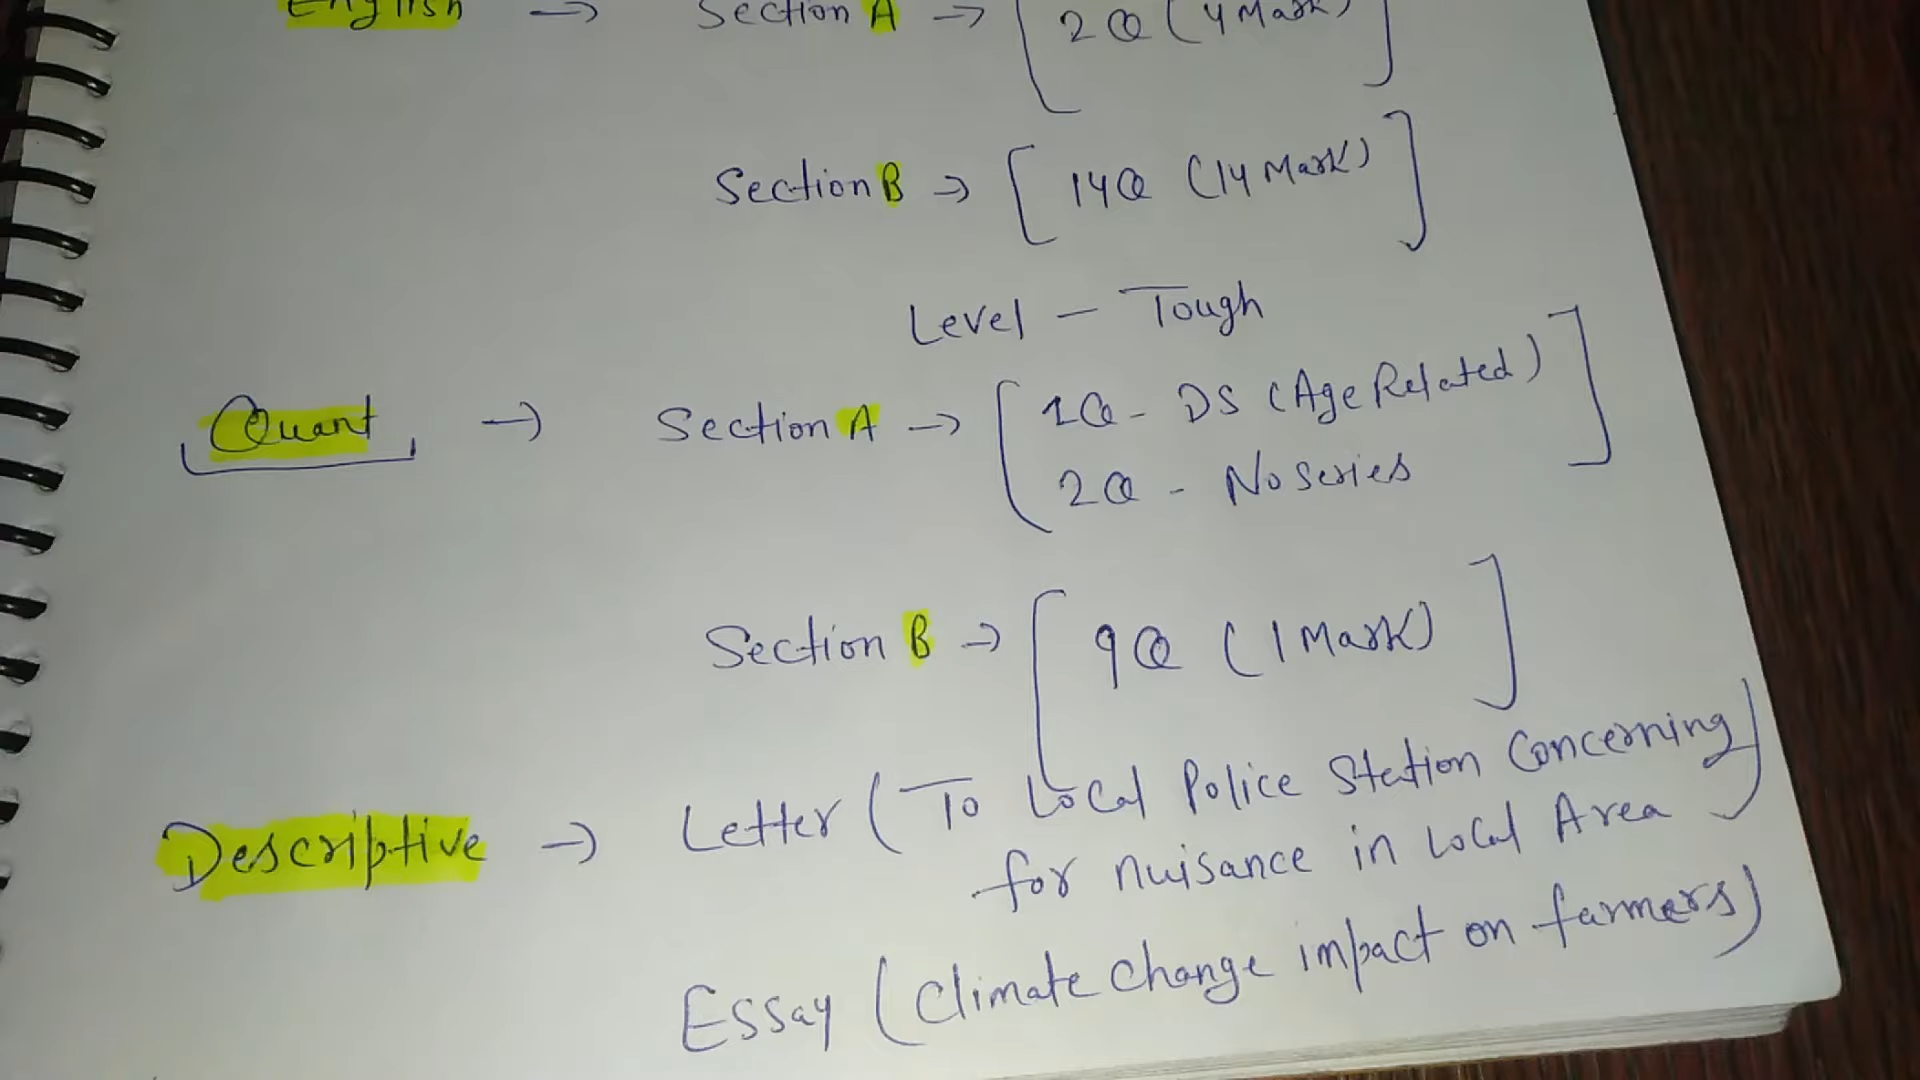 English → Section A → [2Q (4 Mark)]
Section B → [14Q (14 Mark)]
Level - Tough
Quant → Section A → [1Q - DS (Age Related)
2Q - No series]
Section B → [9Q (1 Mark)]
Descriptive → Letter (To Local Police Station Concerning
for nuisance in Local Area)
Essay (Climate change impact on farmers)